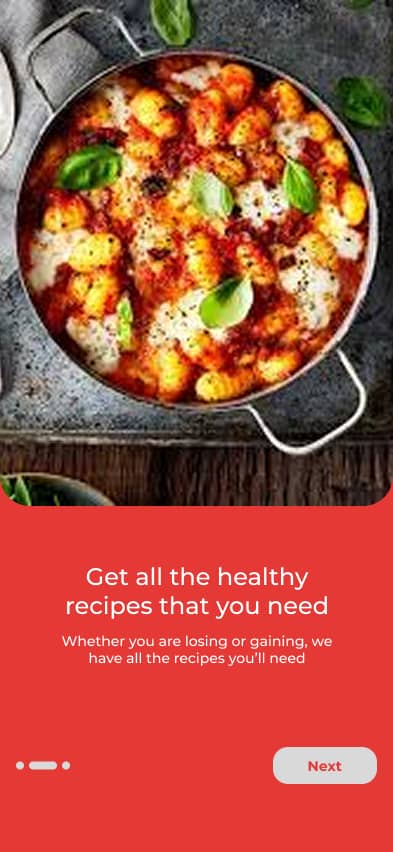 Get all the healthy
recipes that you need
Whether you are losing or gaining, we
have all the recipes you’ll need
Next